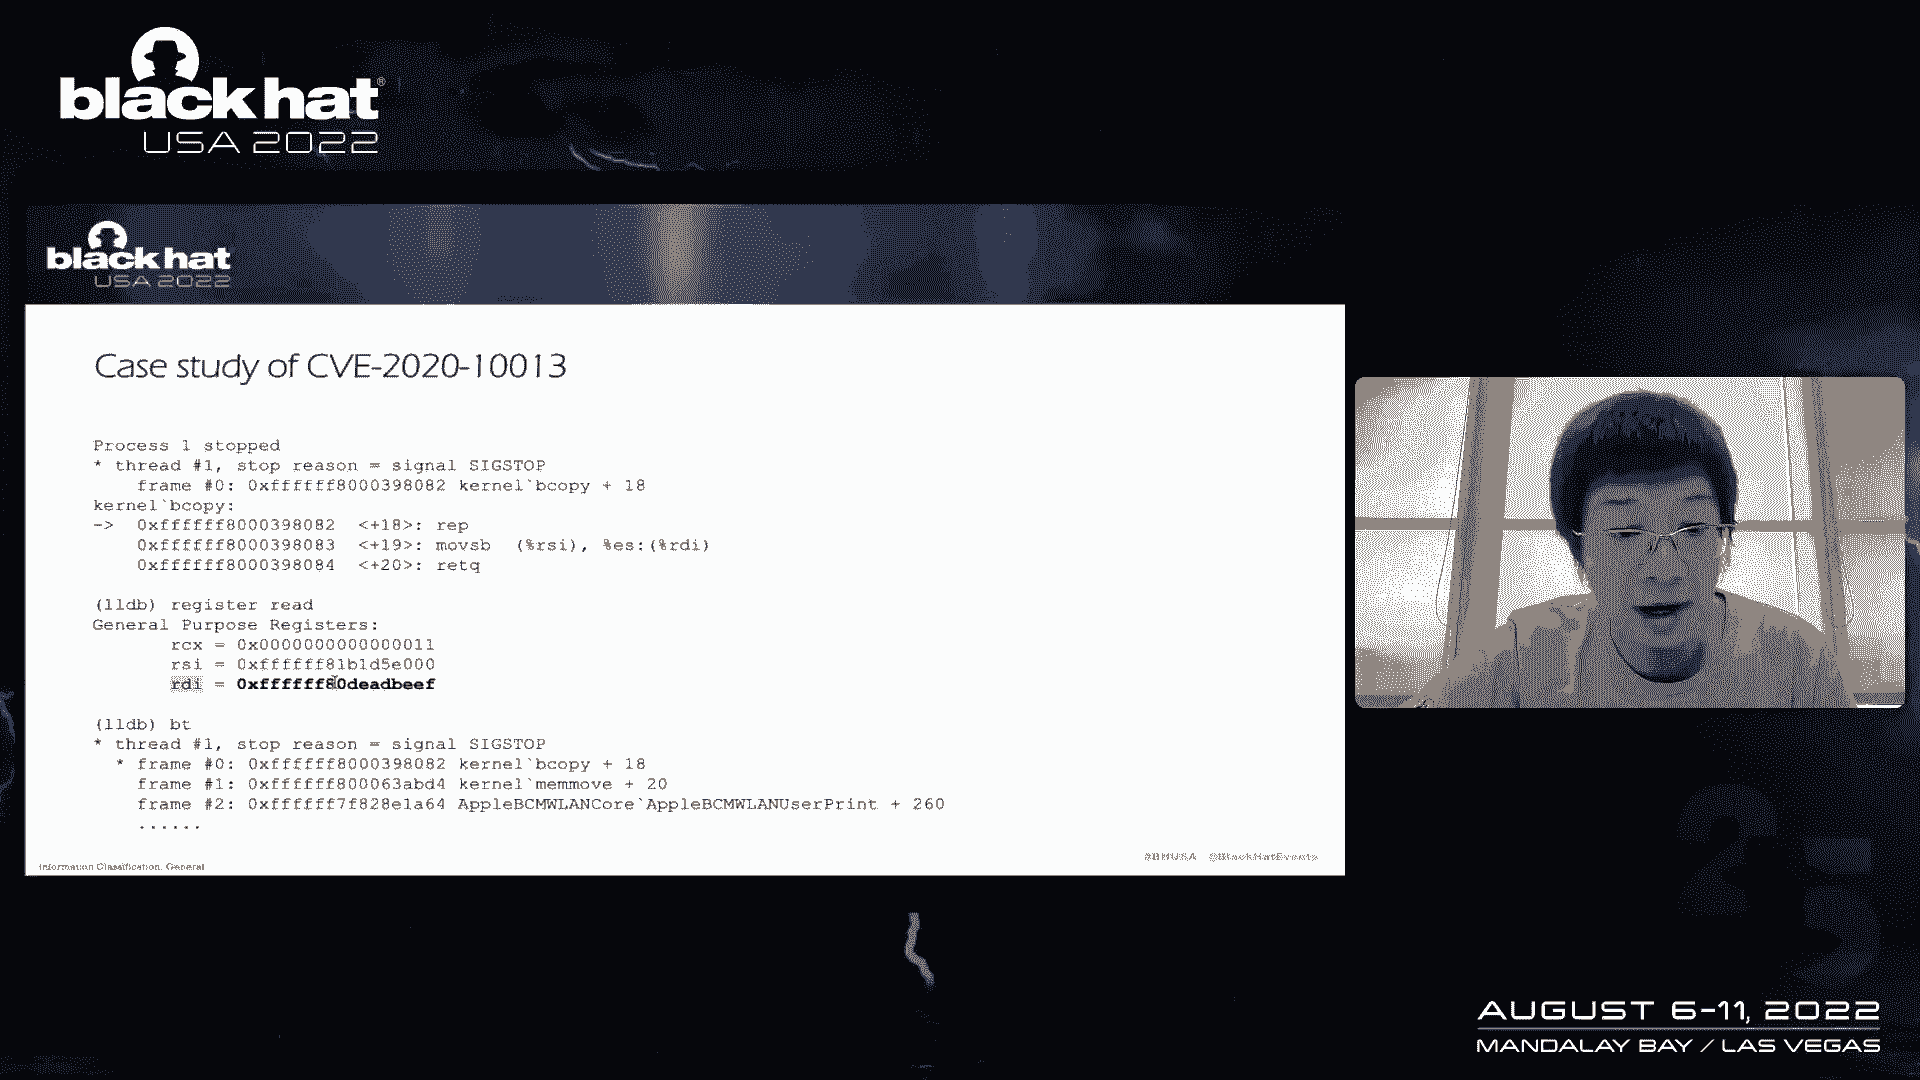 black hat®
USA 2022
black hat
USA 2022
Case study of CVE-2020-10013
Process 1 stopped
* thread #1, stop reason = signal SIGSTOP
frame #0: 0xffffff8000398082 kernel`bcopy + 18
kernel`bcopy:
-> 0xffffff8000398082 <+18>: rep
0xffffff8000398083 <+19>: movsb (%rsi), %es:(%rdi)
0xffffff8000398084 <+20>: retq
(lldb) register read
General Purpose Registers:
rcx = 0x0000000000000011
rsi = 0xffffff81b1d5e000
rdi = 0xffffff80deadbeef
(lldb) bt
* thread #1, stop reason = signal SIGSTOP
* frame #0: 0xffffff8000398082 kernel`bcopy + 18
frame #1: 0xffffff800063abd4 kernel`memmove + 20
frame #2: 0xffffff7f828e1a64 AppleBCMWLANCore`AppleBCMWLANUserPrint + 260
......
Information Classification: General
#BHUSA @BlackHatEvents
25
AUGUST 6-11, 2022
MANDALAY BAY / LAS VEGAS